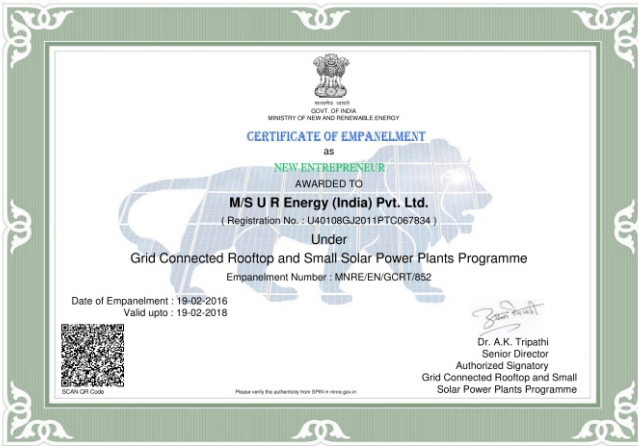 सत्यमेव जयते
GOVT. OF INDIA
MINISTRY OF NEW AND RENEWABLE ENERGY
CERTIFICATE OF EMPANELMENT
as
NEW ENTREPRENEUR
AWARDED TO
M/S U R Energy (India) Pvt. Ltd.
( Registration No. : U40108GJ2011PTC067834 )
Under
Grid Connected Rooftop and Small Solar Power Plants Programme
Empanelment Number : MNRE/EN/GCRT/852
Date of Empanelment : 19-02-2016
Valid upto : 19-02-2018
SCAN QR Code
Please verify the authenticity from SPIN in mnre.gov.in
Dr. A.K. Tripathi
Senior Director
Authorized Signatory
Grid Connected Rooftop and Small
Solar Power Plants Programme